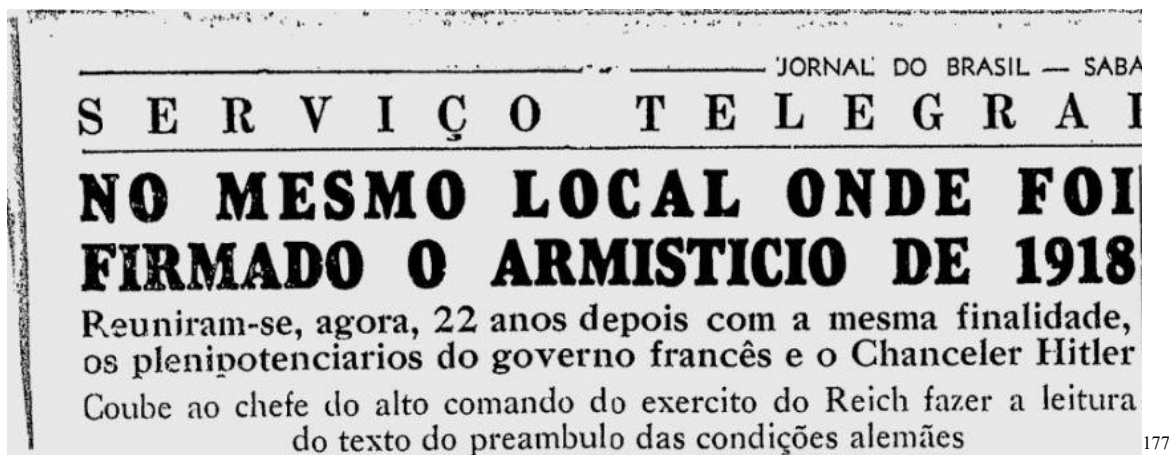 JORNAL DO BRASIL — SABA
SERVIÇO TELEGRA
NO MESMO LOCAL ONDE FOI
FIRMADO O ARMISTICIO DE 1918
Reuniram-se, agora, 22 anos depois com a mesma finalidade,
os plenipotenciarios do governo francês e o Chanceler Hitler
Coube ao chefe do alto comando do exercito do Reich fazer a leitura
do texto do preambulo das condições alemães
177